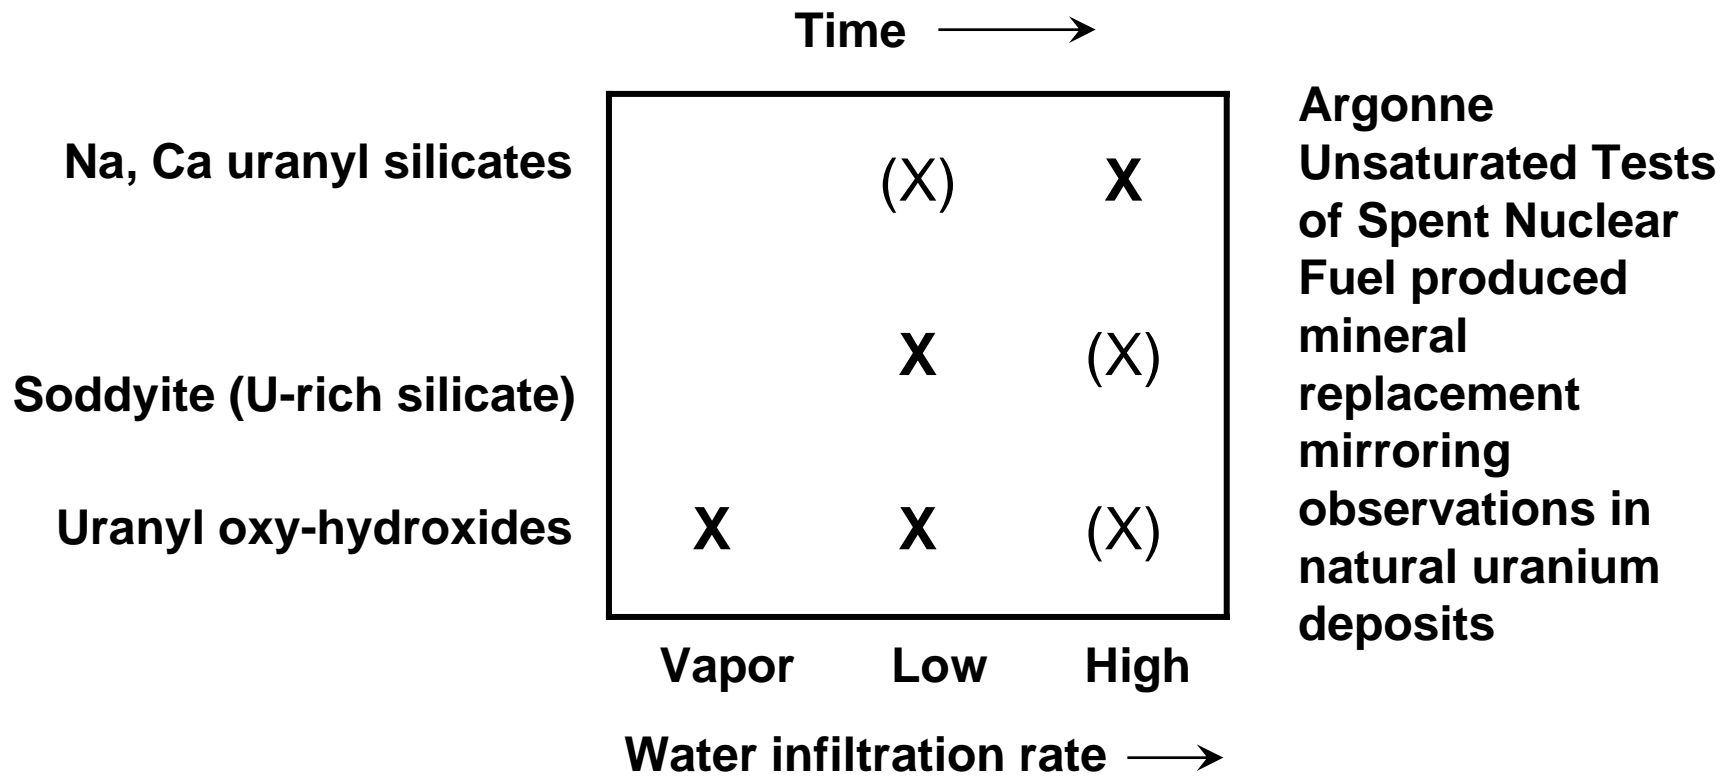 Time
Na, Ca uranyl silicates
(X) X
Soddyite (U-rich silicate)
X (X)
Uranyl oxy-hydroxides
X X (X)
Vapor Low High
Water infiltration rate
Argonne
Unsaturated Tests
of Spent Nuclear
Fuel produced
mineral
replacement
mirroring
observations in
natural uranium
deposits